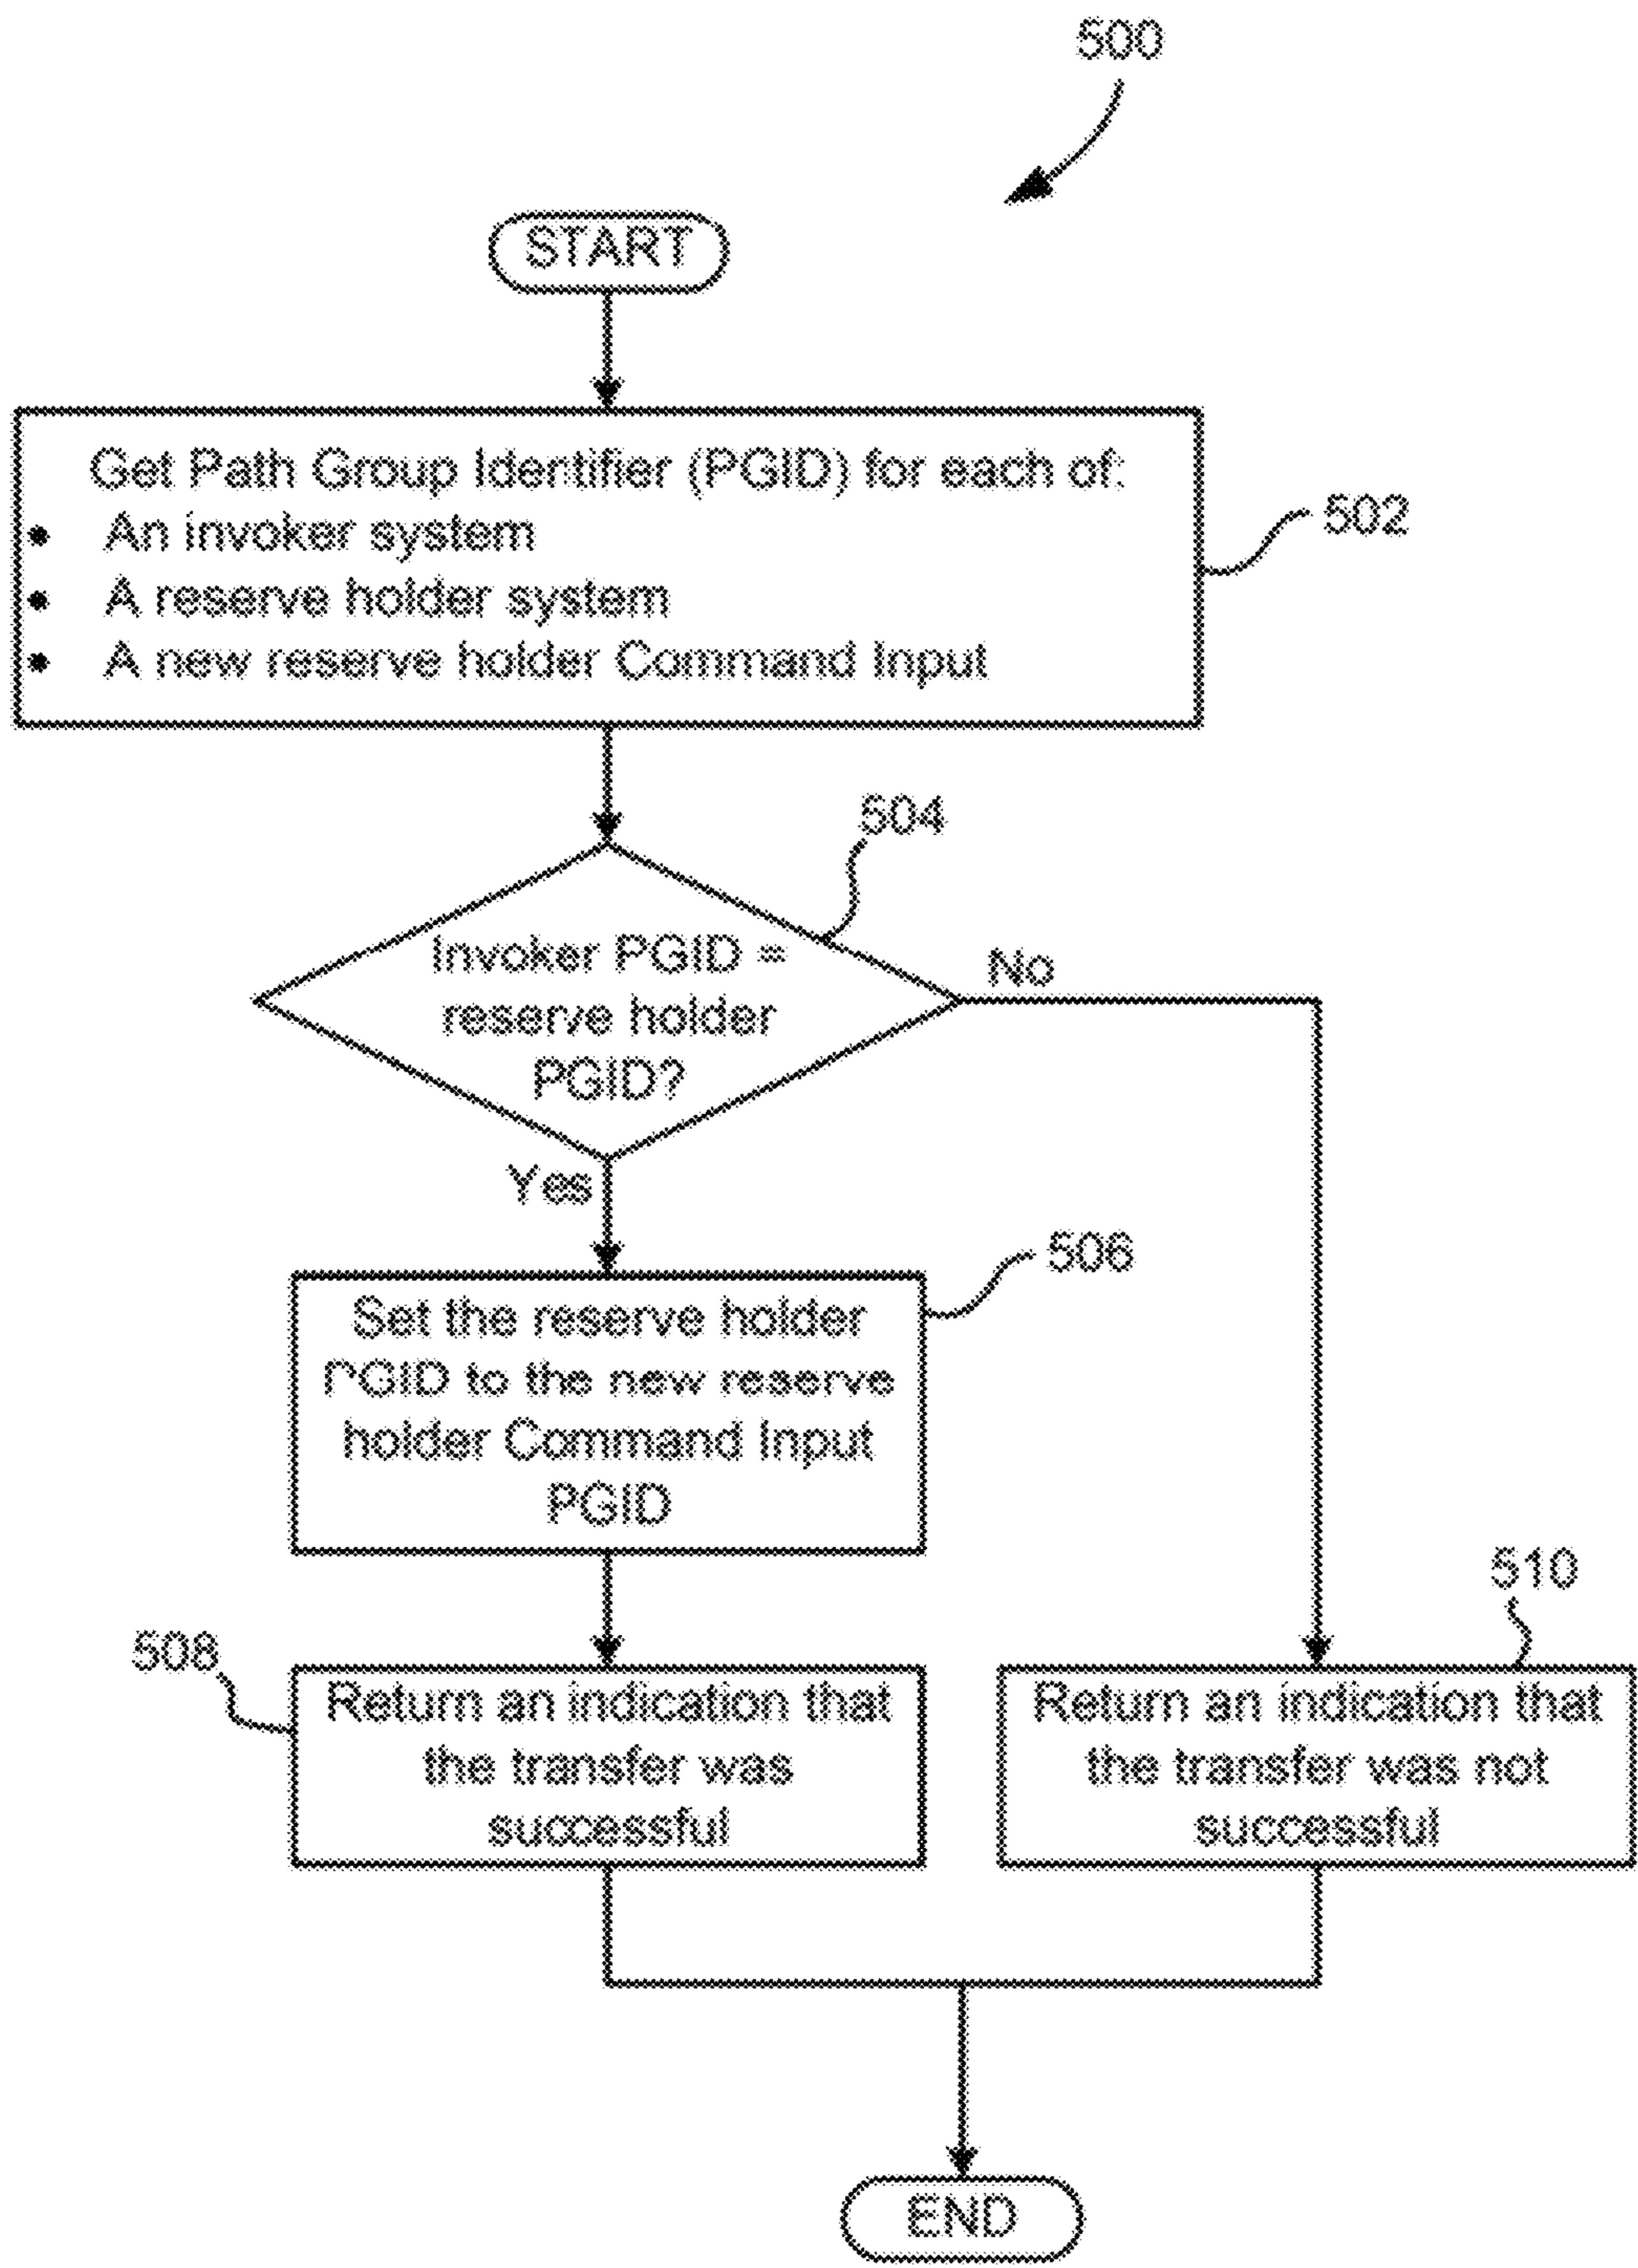 500
START
Get Path Group Identifier (PGID) for each of:
• An invoker system
• A reserve holder system
• A new reserve holder Command Input
502
504
Invoker PGID =
reserve holder
PGID?
No
Yes
506
Set the reserve holder
PGID to the new reserve
holder Command Input
PGID
508
Return an indication that
the transfer was
successful
510
Return an indication that
the transfer was not
successful
END